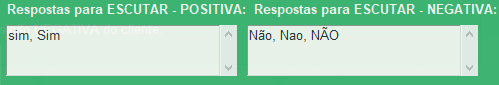 Respostas para ESCUTAR - POSITIVA: Respostas para ESCUTAR - NEGATIVA:
sim, Sim
Não, Nao, NÃO